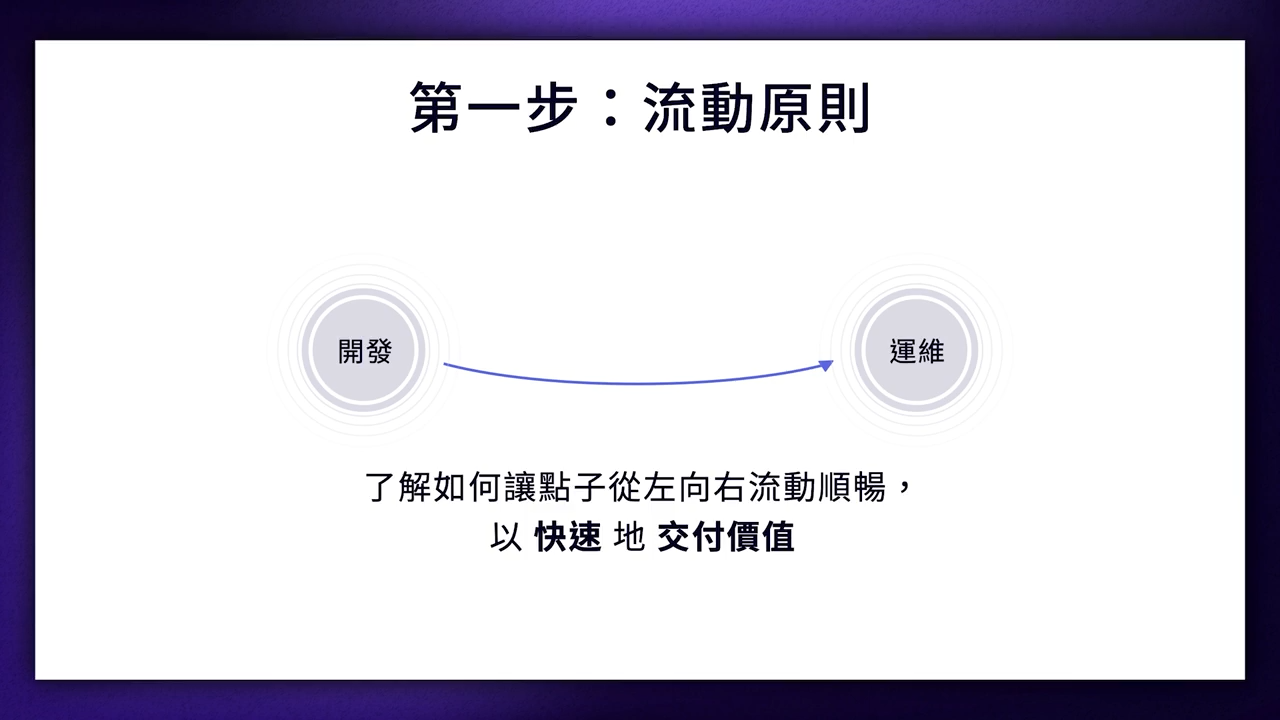 第一步：流動原則
開發
運維
了解如何讓點子從左向右流動順暢，
以 快速 地 交付價值